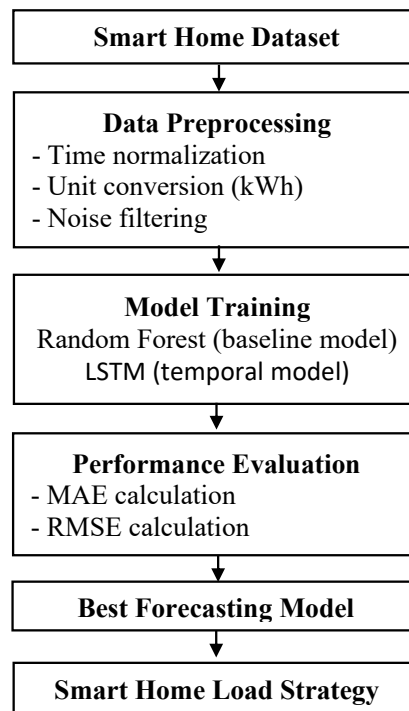 Smart Home Dataset
Data Preprocessing
- Time normalization
- Unit conversion (kWh)
- Noise filtering
Model Training
Random Forest (baseline model)
LSTM (temporal model)
Performance Evaluation
- MAE calculation
- RMSE calculation
Best Forecasting Model
Smart Home Load Strategy